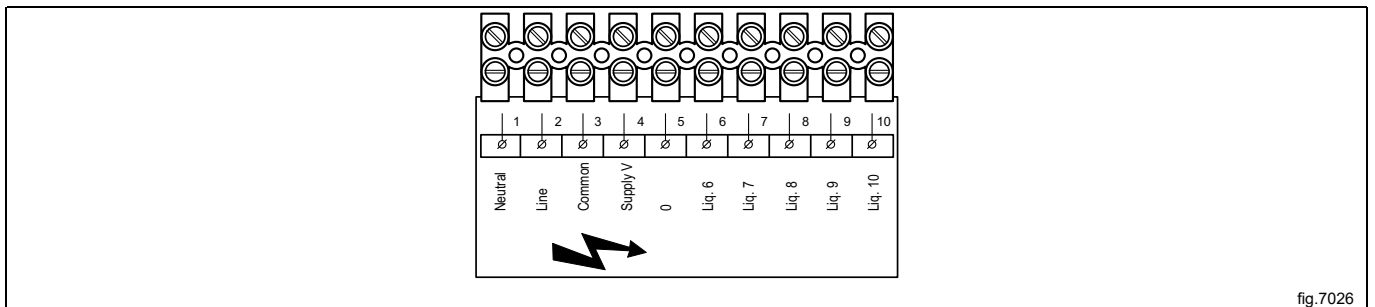 1 2 3 4 5 6 7 8 9 10
Neutral
Line
Common
Supply V
0
Liq. 6
Liq. 7
Liq. 8
Liq. 9
Liq. 10
fig.7026